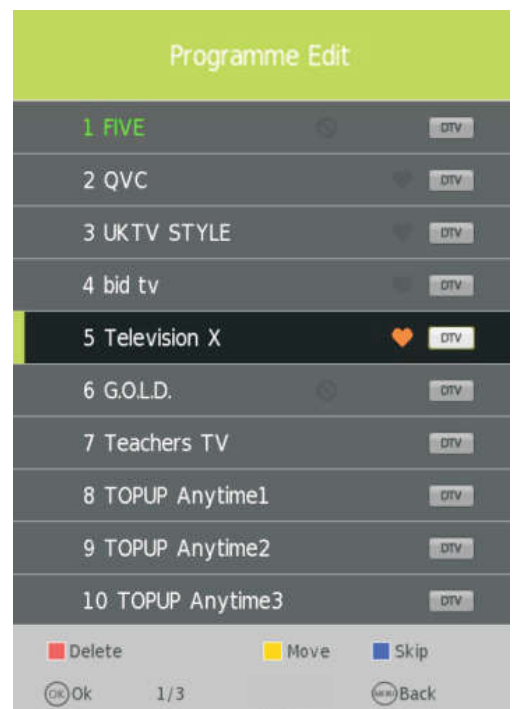 Programme Edit
1 FIVE DTV
2 QVC DTV
3 UKTV STYLE DTV
4 bid tv DTV
5 Television X DTV
6 G.O.L.D. DTV
7 Teachers TV DTV
8 TOPUP Anytime1 DTV
9 TOPUP Anytime2 DTV
10 TOPUP Anytime3 DTV
Delete Move Skip
OK Ok 1/3 MENU Back